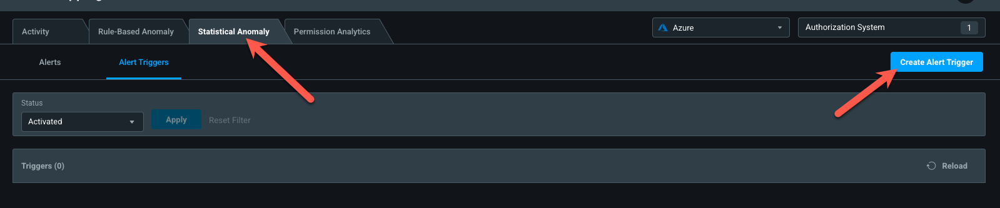 Activity
Rule-Based Anomaly
Statistical Anomaly
Permission Analytics
Azure
Authorization System
1
Alerts
Alert Triggers
Create Alert Trigger
Status
Activated
Apply
Reset Filter
Triggers (0)
Reload